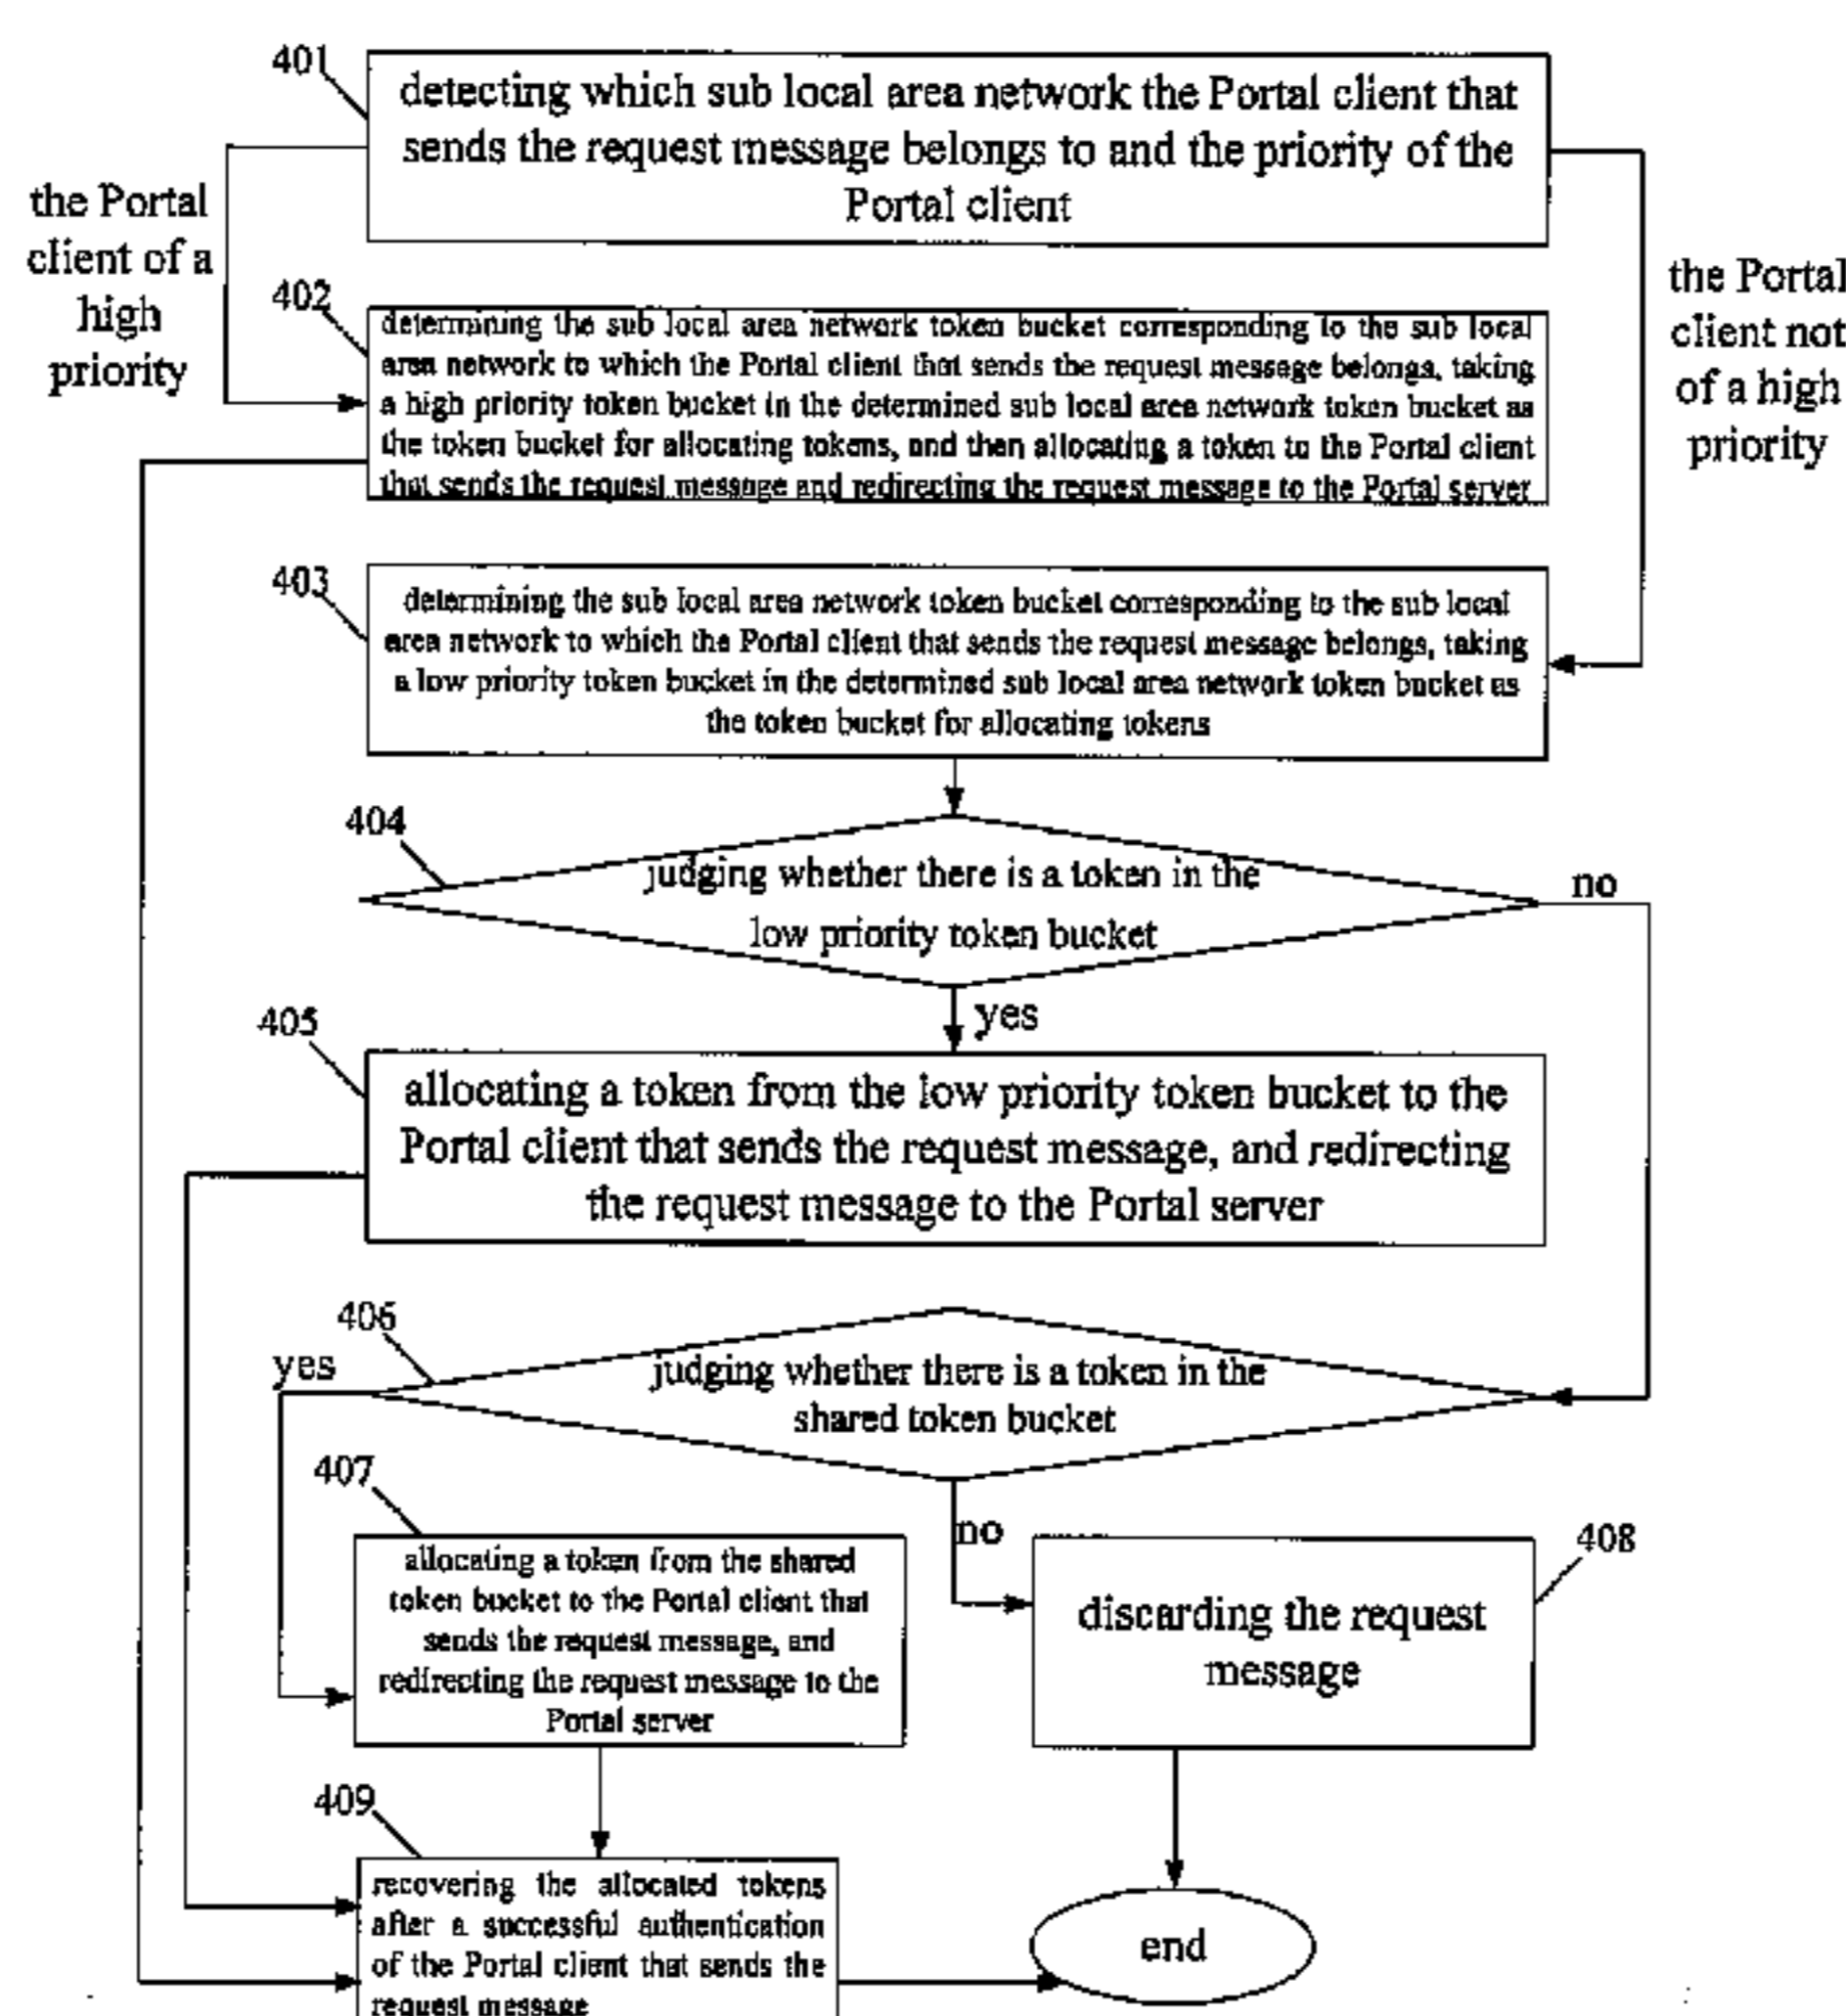 401
detecting which sub local area network the Portal client that
sends the request message belongs to and the priority of the
Portal client
the Portal
client of a
high
priority
the Portal
client not
of a high
priority
402
determining the sub local area network token bucket corresponding to the sub local
area network to which the Portal client that sends the request message belongs, taking
a high priority token bucket in the determined sub local area network token bucket as
the token bucket for allocating tokens, and then allocating a token to the Portal client
that sends the request message and redirecting the request message to the Portal server
403
determining the sub local area network token bucket corresponding to the sub local
area network to which the Portal client that sends the request message belongs, taking
a low priority token bucket in the determined sub local area network token bucket as
the token bucket for allocating tokens
404
judging whether there is a token in the
low priority token bucket
no
yes
405
allocating a token from the low priority token bucket to the
Portal client that sends the request message, and redirecting
the request message to the Portal server
406
judging whether there is a token in the
shared token bucket
yes
no
407
allocating a token from the shared
token bucket to the Portal client that
sends the request message, and
redirecting the request message to the
Portal server
408
discarding the request
message
409
recovering the allocated tokens
after a successful authentication
of the Portal client that sends the
request message
end